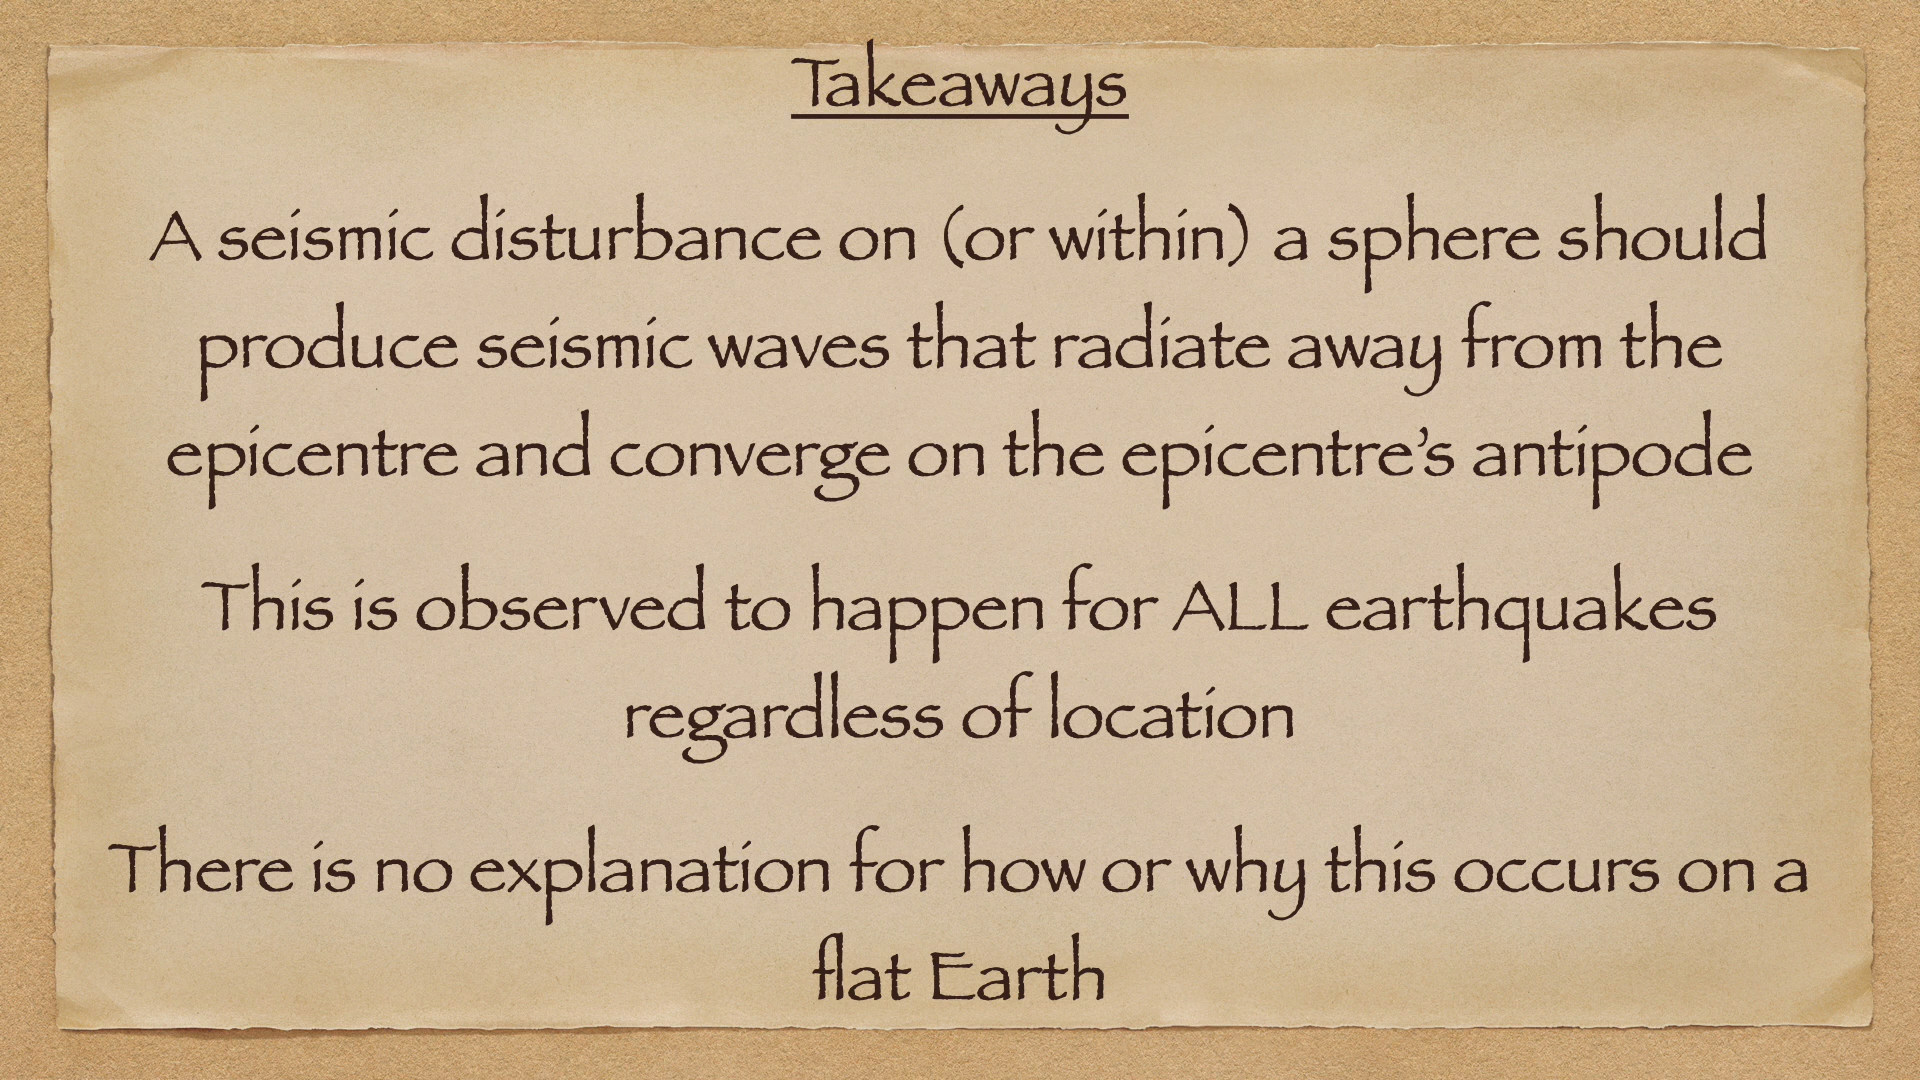 Takeaways
A seismic disturbance on (or within) a sphere should
produce seismic waves that radiate away from the
epicentre and converge on the epicentre’s antipode
This is observed to happen for ALL earthquakes
regardless of location
There is no explanation for how or why this occurs on a
flat Earth